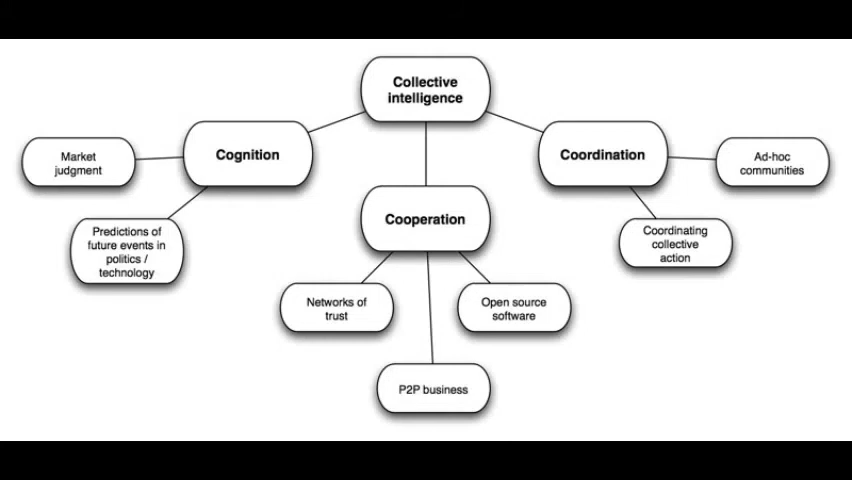 Collective
intelligence
Cognition
Coordination
Market
judgment
Ad-hoc
communities
Cooperation
Predictions of
future events in
politics /
technology
Coordinating
collective
action
Networks of
trust
Open source
software
P2P business